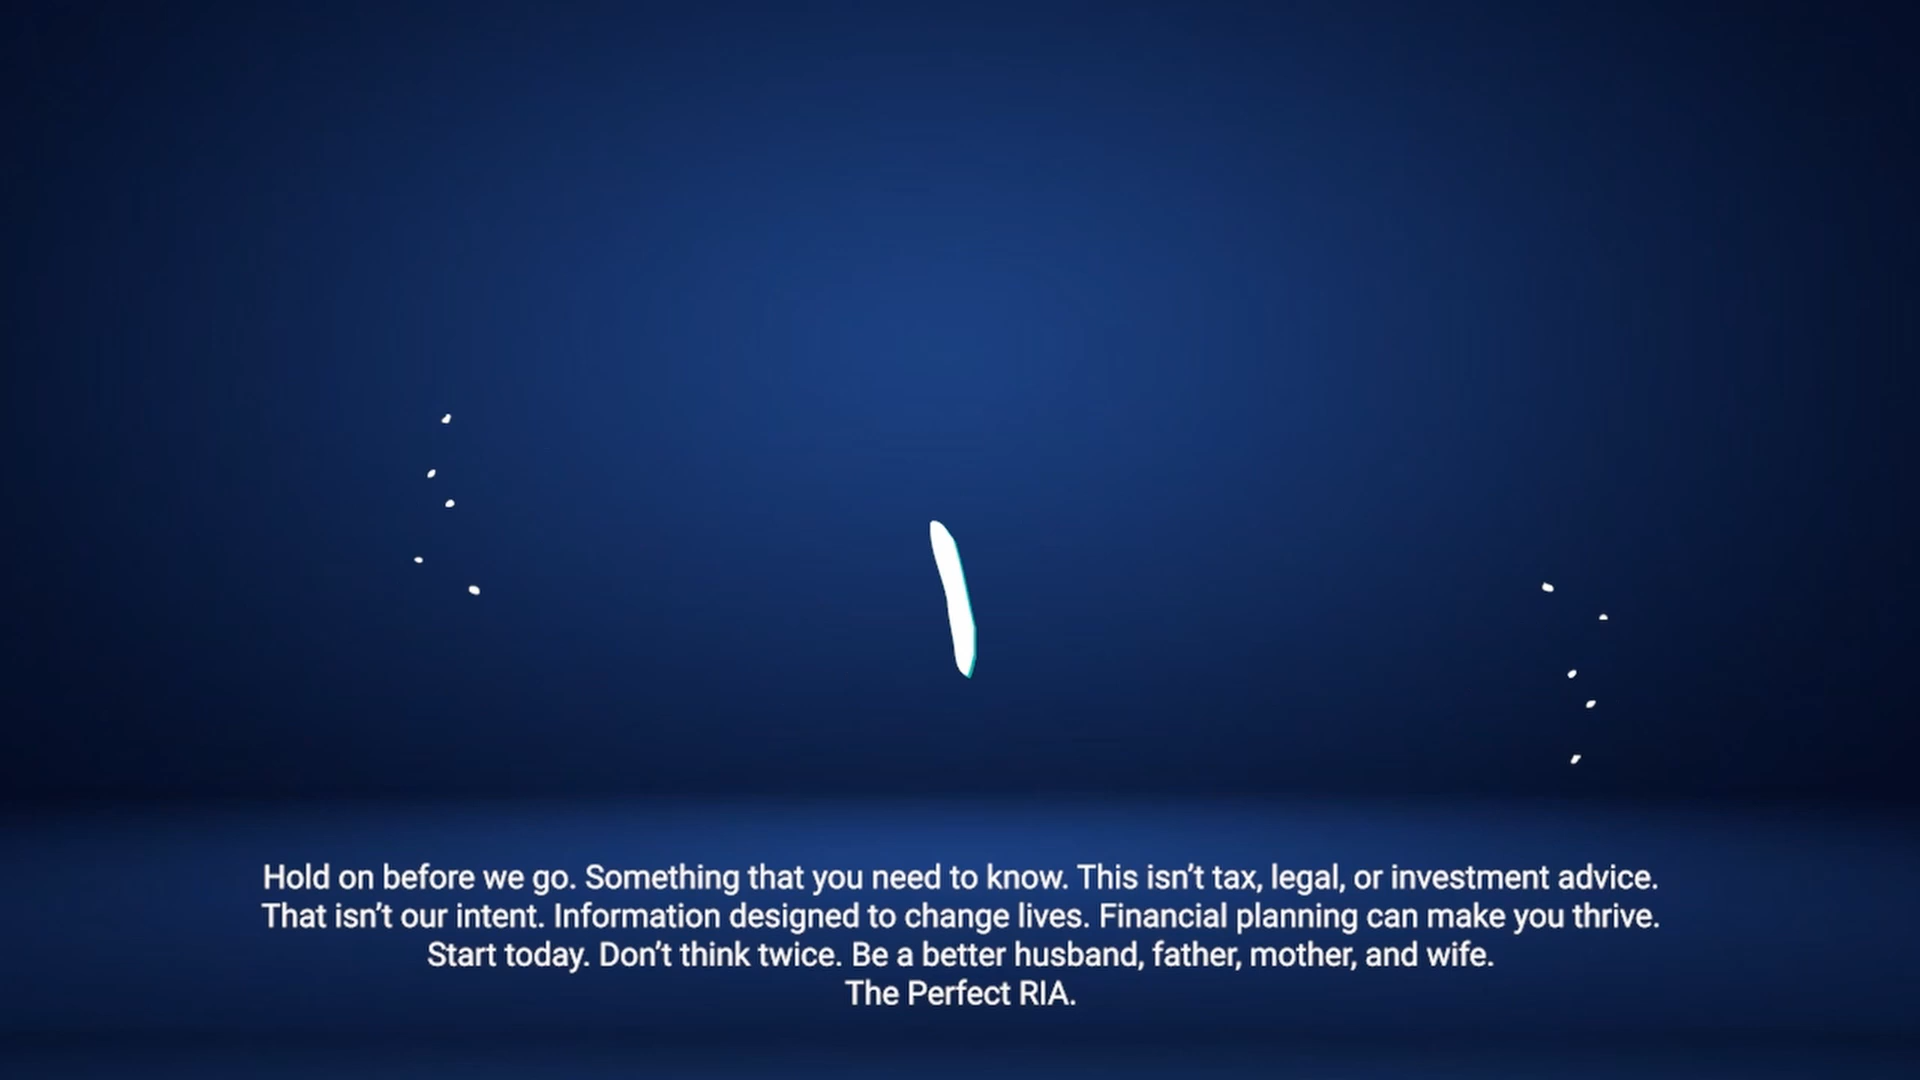 Hold on before we go. Something that you need to know. This isn’t tax, legal, or investment advice.
That isn’t our intent. Information designed to change lives. Financial planning can make you thrive.
Start today. Don’t think twice. Be a better husband, father, mother, and wife.
The Perfect RIA.